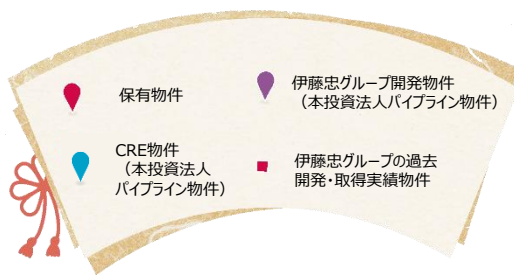 保有物件
伊藤忠グループ開発物件
（本投資法人パイプライン物件）
CRE物件
（本投資法人
パイプライン物件）
伊藤忠グループの過去
開発・取得実績物件